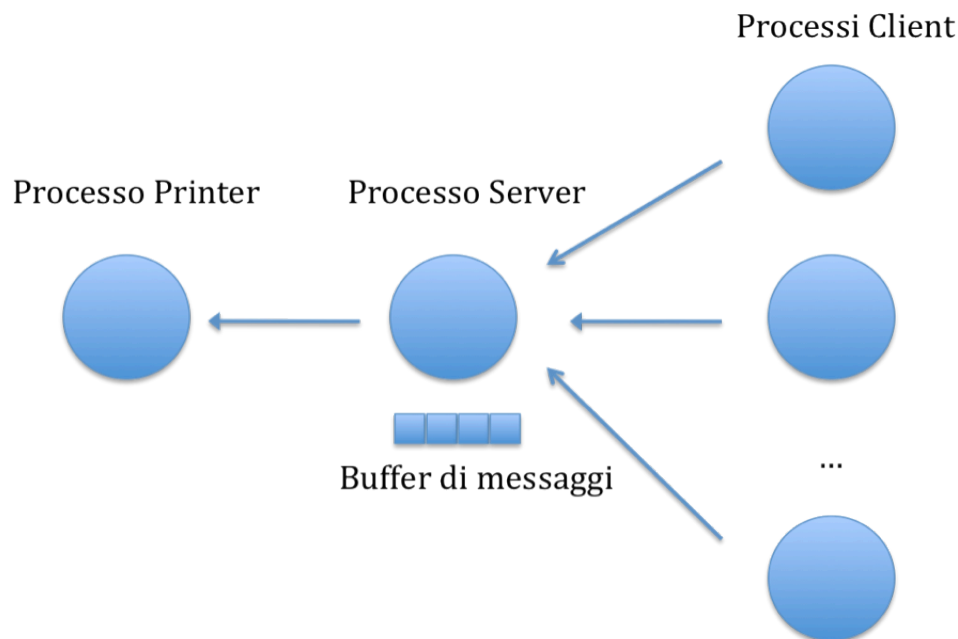 Processi Client
Processo Printer
Processo Server
Buffer di messaggi
...